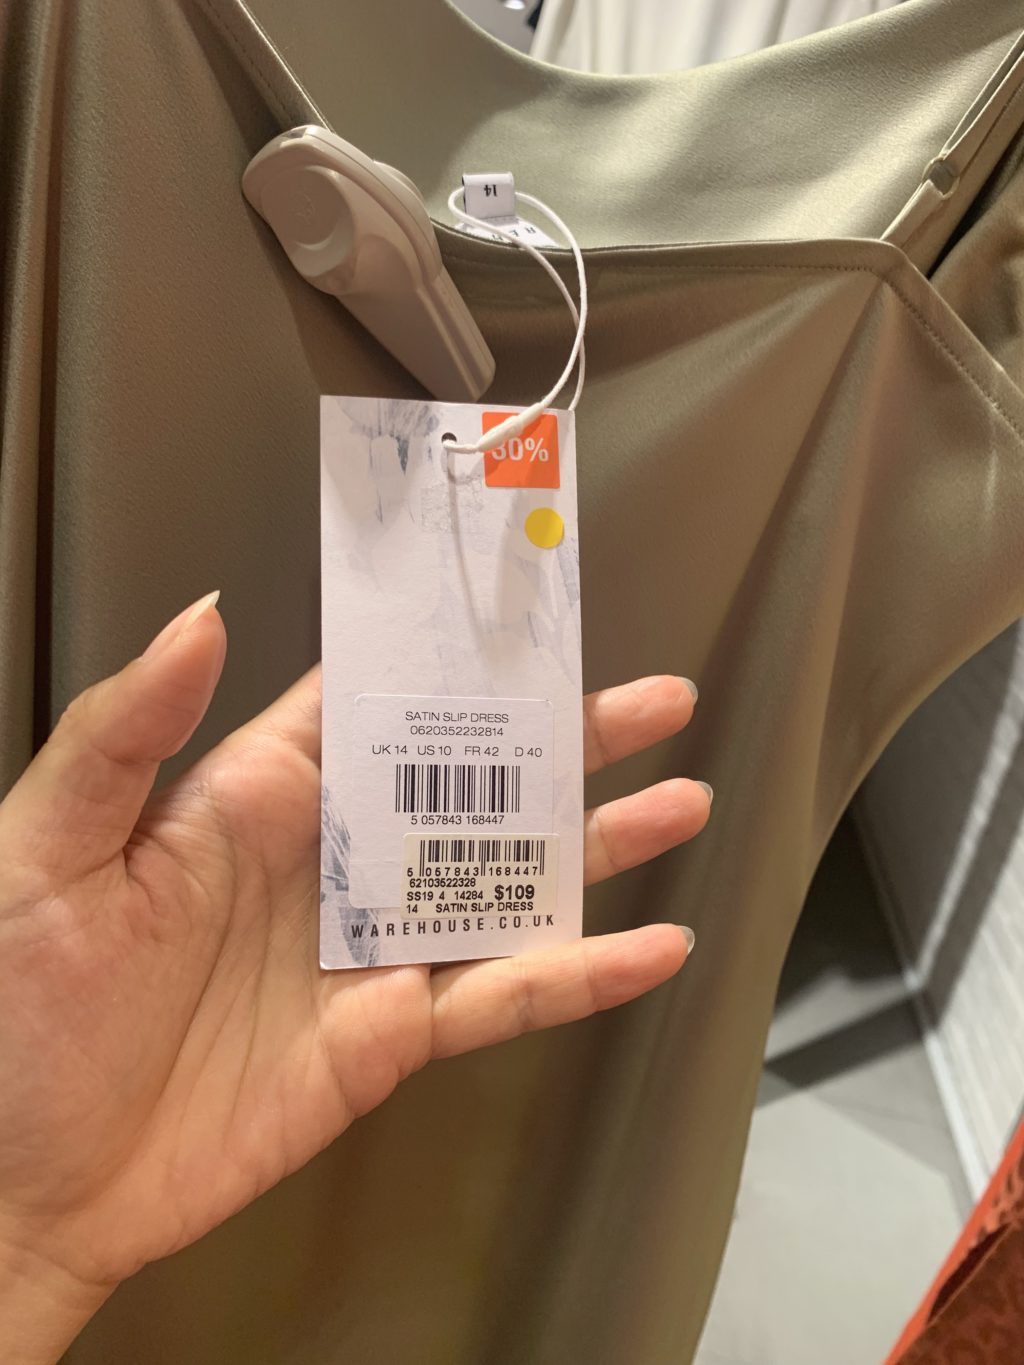 14
30%
SATIN SLIP DRESS
0620352232814
UK 14 US 10 FR 42 D 40
5 057843 168447
5 057843 168447
62103522328
SS19 4 14284 $109
14 SATIN SLIP DRESS
WAREHOUSE.CO.UK